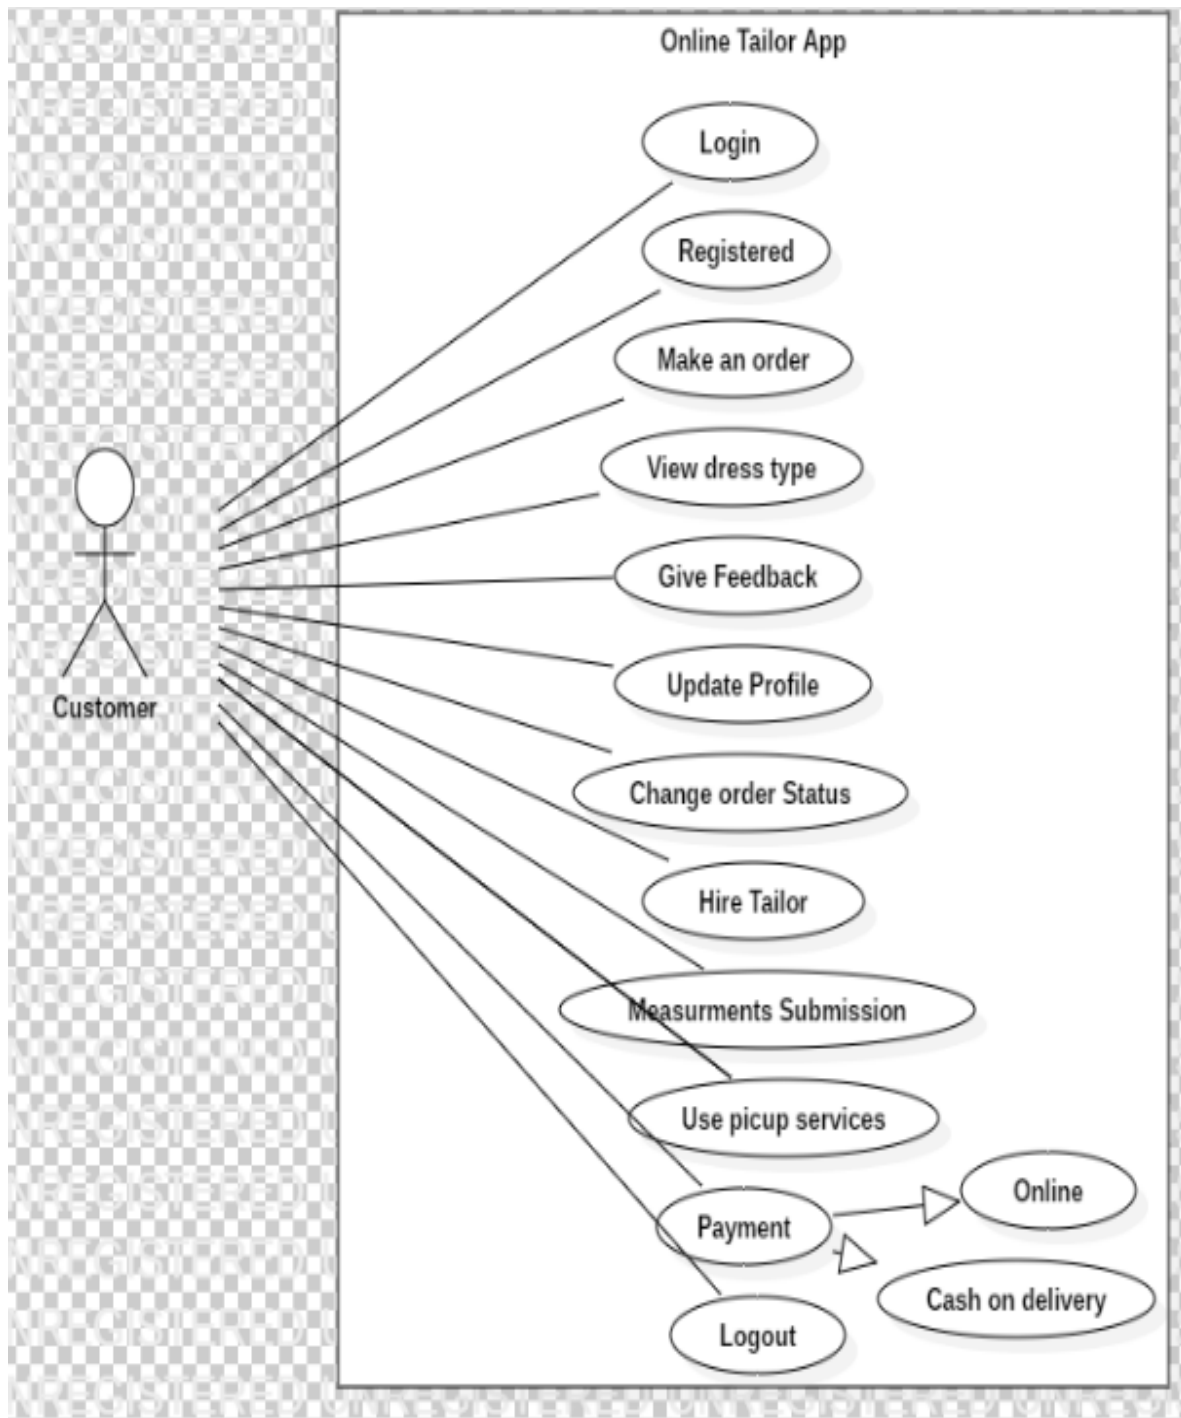 Online Tailor App
Login
Registered
Make an order
View dress type
Give Feedback
Update Profile
Customer
Change order Status
Hire Tailor
Measurments Submission
Use picup services
Online
Payment
Cash on delivery
Logout